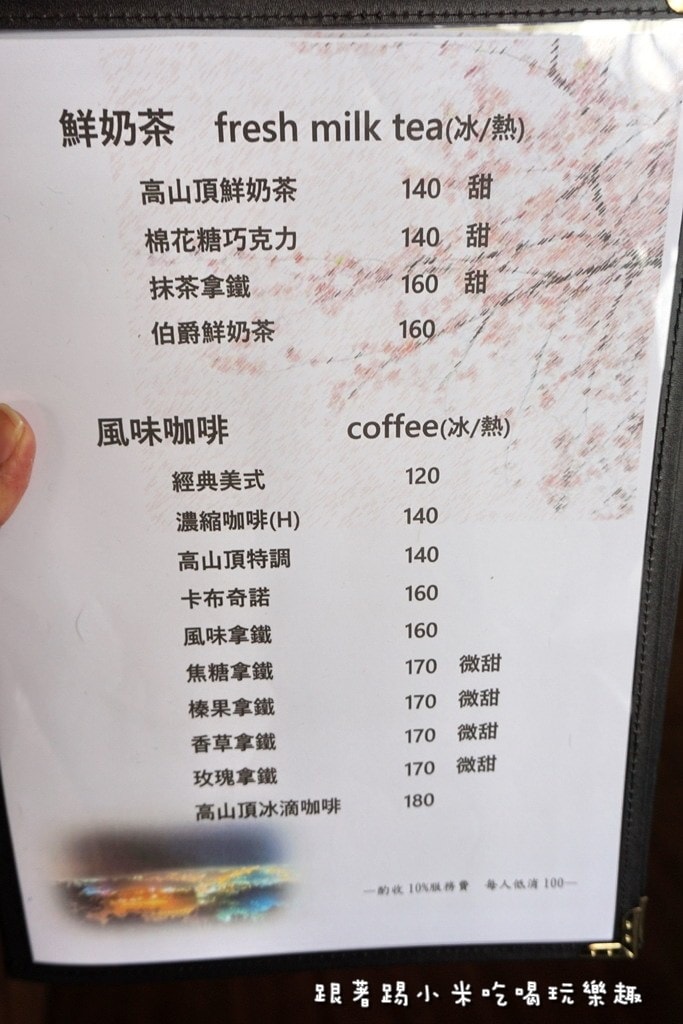 鮮奶茶 fresh milk tea(冰/熱)
高山頂鮮奶茶 140 甜
棉花糖巧克力 140 甜
抹茶拿鐵 160 甜
伯爵鮮奶茶 160
風味咖啡 coffee(冰/熱)
經典美式 120
濃縮咖啡(H) 140
高山頂特調 140
卡布奇諾 160
風味拿鐵 160
焦糖拿鐵 170 微甜
榛果拿鐵 170 微甜
香草拿鐵 170 微甜
玫瑰拿鐵 170 微甜
高山頂冰滴咖啡 180
—酌收 10%服務費 每人低消 100—
跟著踢小米吃喝玩樂趣